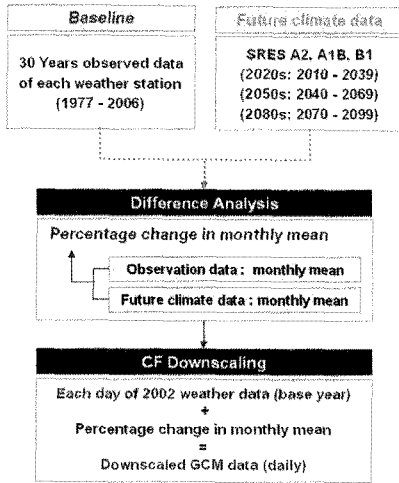 Baseline
30 Years observed data
of each weather station
(1977 - 2006)
Future climate data
SRES A2, A1B, B1
(2020s: 2010 - 2039)
(2050s: 2040 - 2069)
(2080s: 2070 - 2099)
Difference Analysis
Percentage change in monthly mean
Observation data : monthly mean
Future climate data : monthly mean
CF Downscaling
Each day of 2002 weather data (base year)
+
Percentage change in monthly mean
=
Downscaled GCM data (daily)